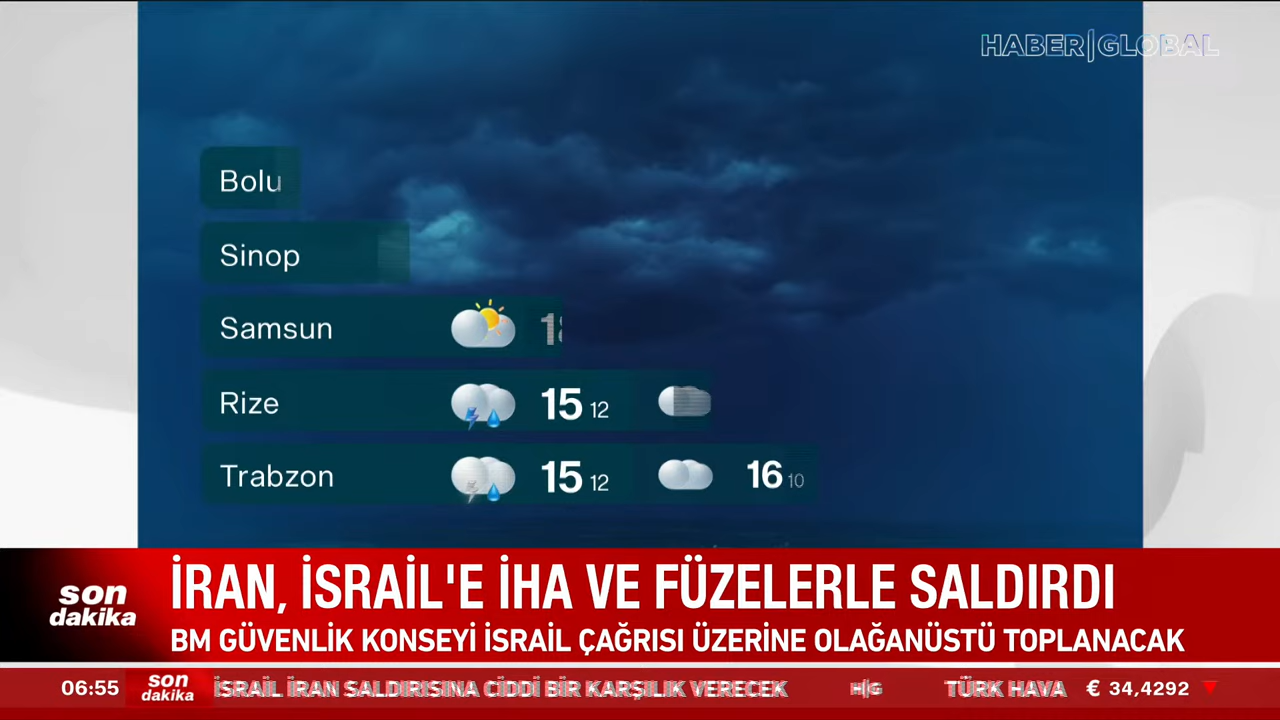 HABER|GLOBAL
Bolu
Sinop
Samsun
Rize 15 12
Trabzon 15 12 16 10
son dakika
İRAN, İSRAİL'E İHA VE FÜZELERLE SALDIRDI
BM GÜVENLİK KONSEYİ İSRAİL ÇAĞRISI ÜZERİNE OLAĞANÜSTÜ TOPLANACAK
06:55 son dakika İSRAİL İRAN SALDIRISINA CİDDİ BİR KARŞILIK VERECEK H|G TÜRK HAVA € 34,4292